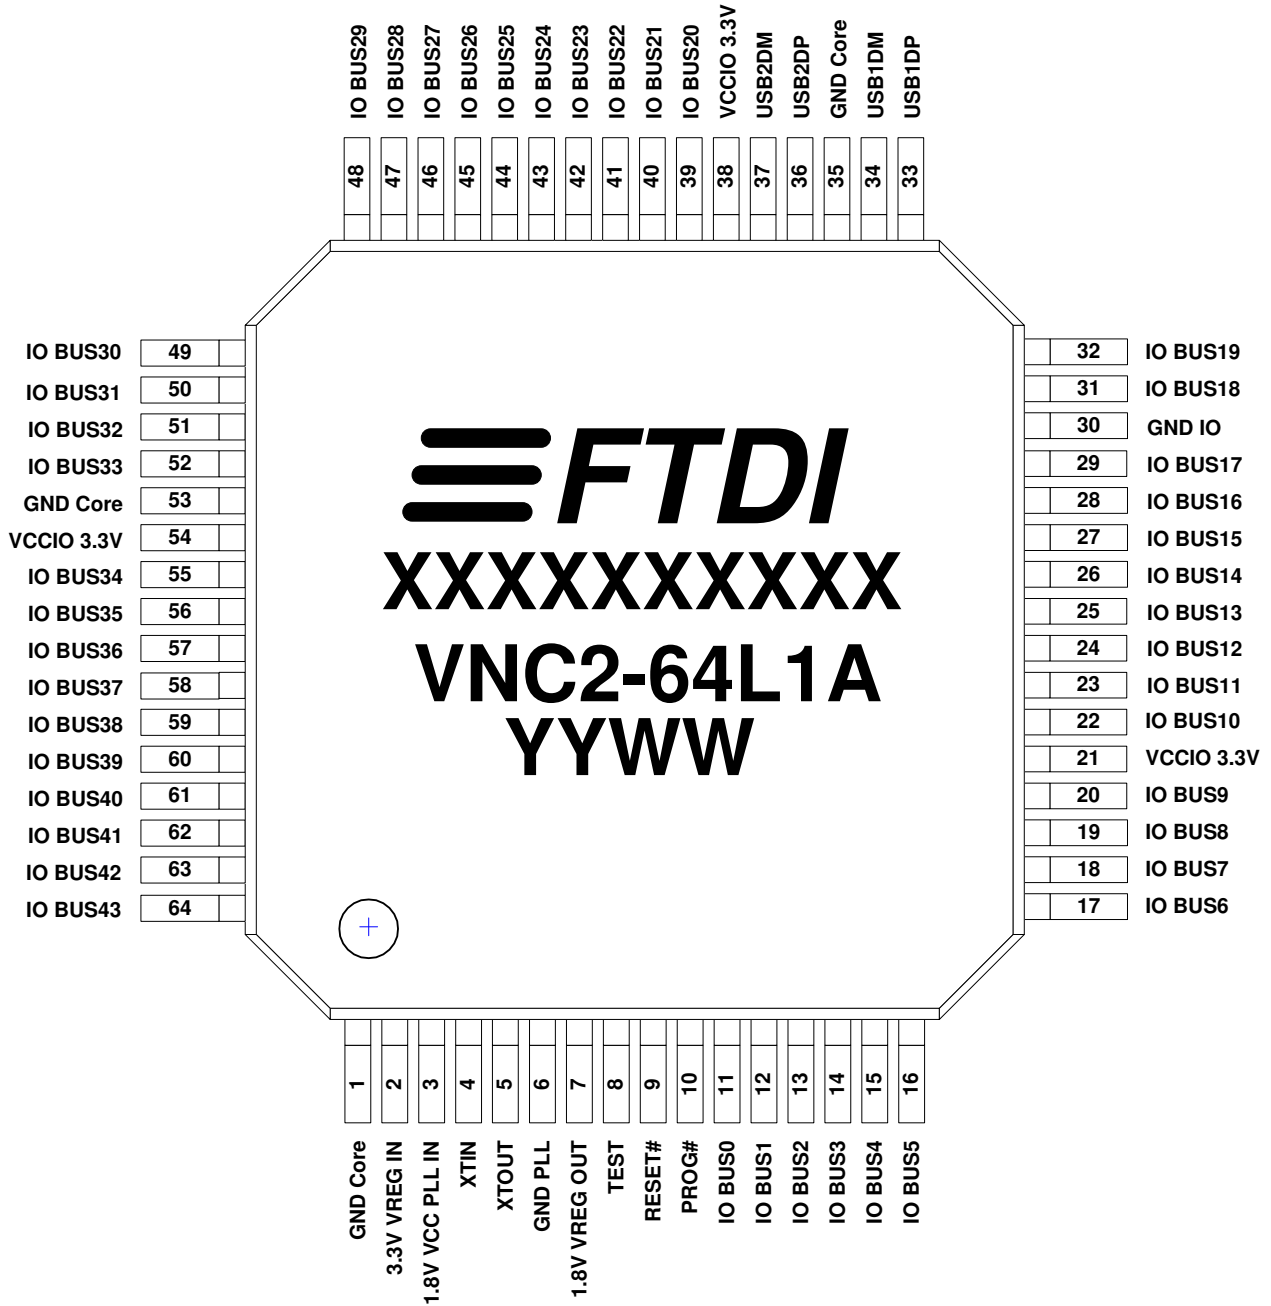 IO BUS29
IO BUS28
IO BUS27
IO BUS26
IO BUS25
IO BUS24
IO BUS23
IO BUS22
IO BUS21
IO BUS20
VCCIO 3.3V
USB2DM
USB2DP
GND Core
USB1DM
USB1DP
48
47
46
45
44
43
42
41
40
39
38
37
36
35
34
33
IO BUS30 49
IO BUS31 50
IO BUS32 51
IO BUS33 52
GND Core 53
VCCIO 3.3V 54
IO BUS34 55
IO BUS35 56
IO BUS36 57
IO BUS37 58
IO BUS38 59
IO BUS39 60
IO BUS40 61
IO BUS41 62
IO BUS42 63
IO BUS43 64
FTDI
XXXXXXXXXX
VNC2-64L1A
YYWW
32 IO BUS19
31 IO BUS18
30 GND IO
29 IO BUS17
28 IO BUS16
27 IO BUS15
26 IO BUS14
25 IO BUS13
24 IO BUS12
23 IO BUS11
22 IO BUS10
21 VCCIO 3.3V
20 IO BUS9
19 IO BUS8
18 IO BUS7
17 IO BUS6
1
2
3
4
5
6
7
8
9
10
11
12
13
14
15
16
GND Core
3.3V VREG IN
1.8V VCC PLL IN
XTIN
XTOUT
GND PLL
1.8V VREG OUT
TEST
RESET#
PROG#
IO BUS0
IO BUS1
IO BUS2
IO BUS3
IO BUS4
IO BUS5